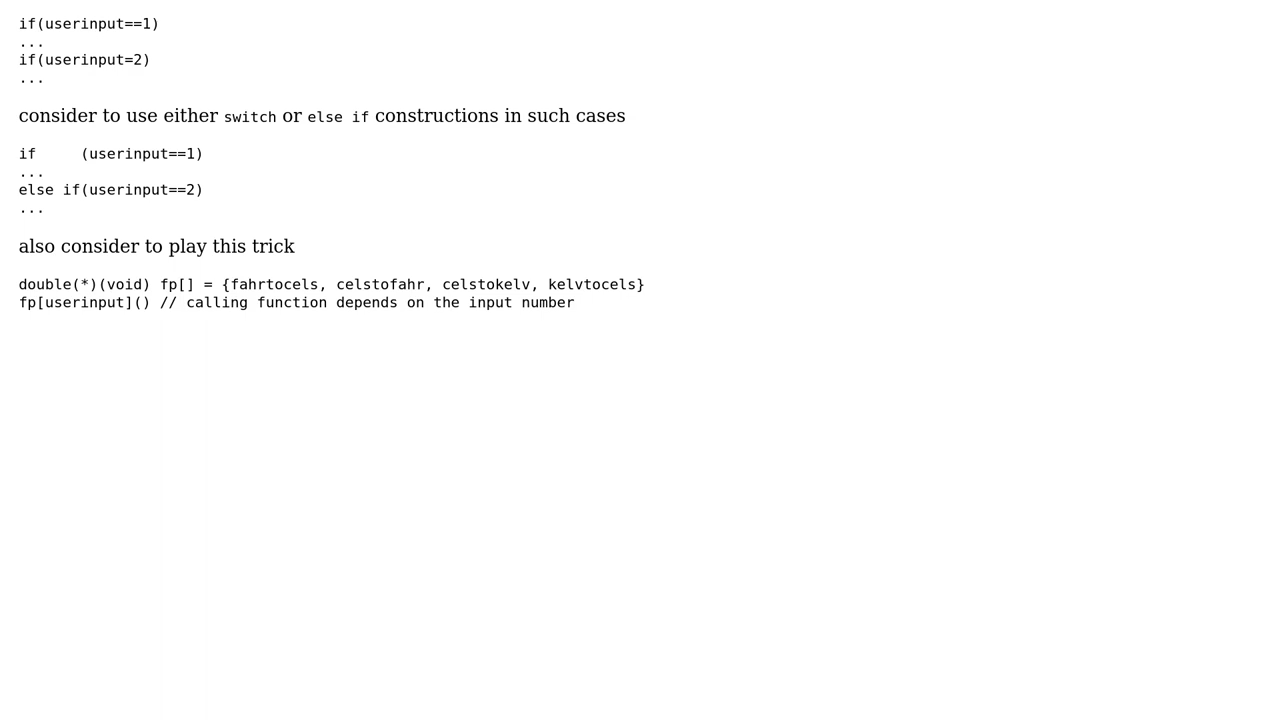 if(userinput==1)
...
if(userinput=2)
...
consider to use either switch or else if constructions in such cases
if     (userinput==1)
...
else if(userinput==2)
...
also consider to play this trick
double(*)(void) fp[] = {fahrtocels, celstofahr, celstokelv, kelvtocels}
fp[userinput]() // calling function depends on the input number